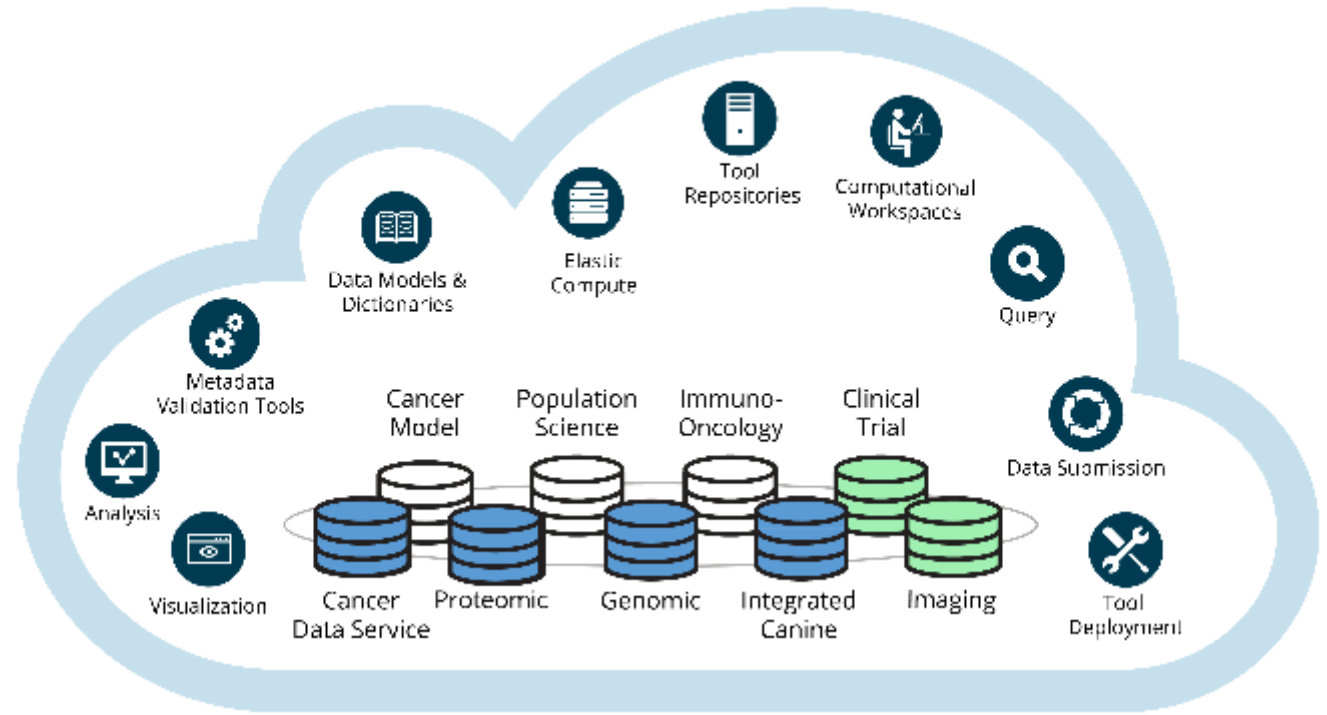 Tool
Repositories
Computational
Workspaces
Elastic
Compute
Data Models &
Dictionaries
Query
Metadata
Validation Tools
Cancer
Model
Population
Science
Immuno-
Oncology
Clinical
Trial
Data Submission
Analysis
Visualization
Cancer
Data Service
Proteomic
Genomic
Integrated
Canine
Imaging
Tool
Deployment